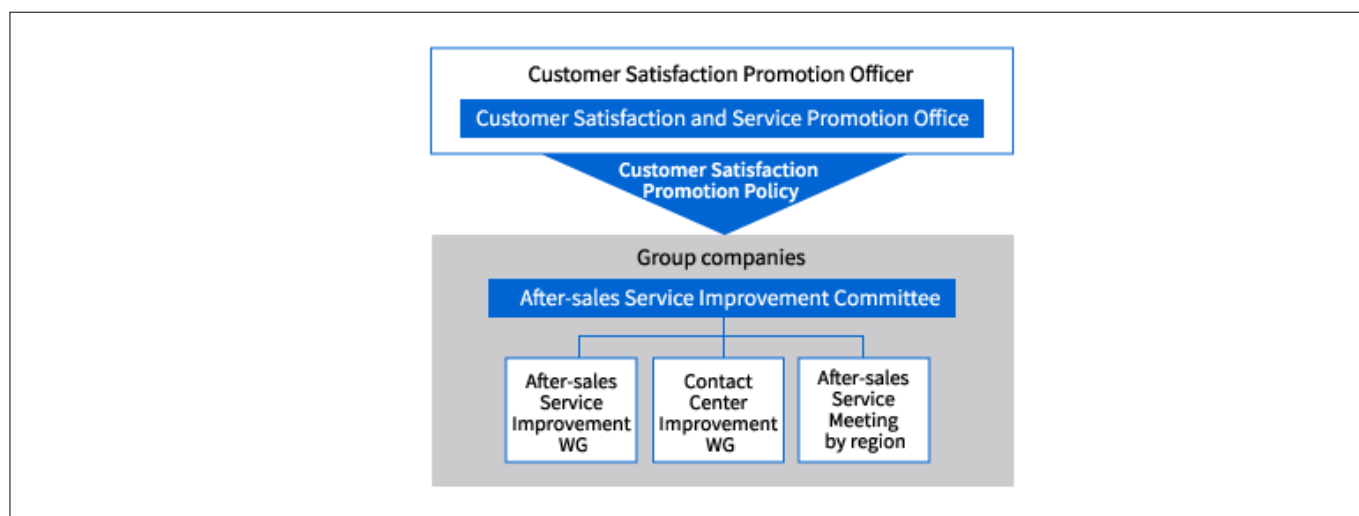 Customer Satisfaction Promotion Officer
Customer Satisfaction and Service Promotion Office
Customer Satisfaction
Promotion Policy
Group companies
After-sales Service Improvement Committee
After-sales
Service
Improvement
WG
Contact
Center
Improvement
WG
After-sales
Service
Meeting
by region